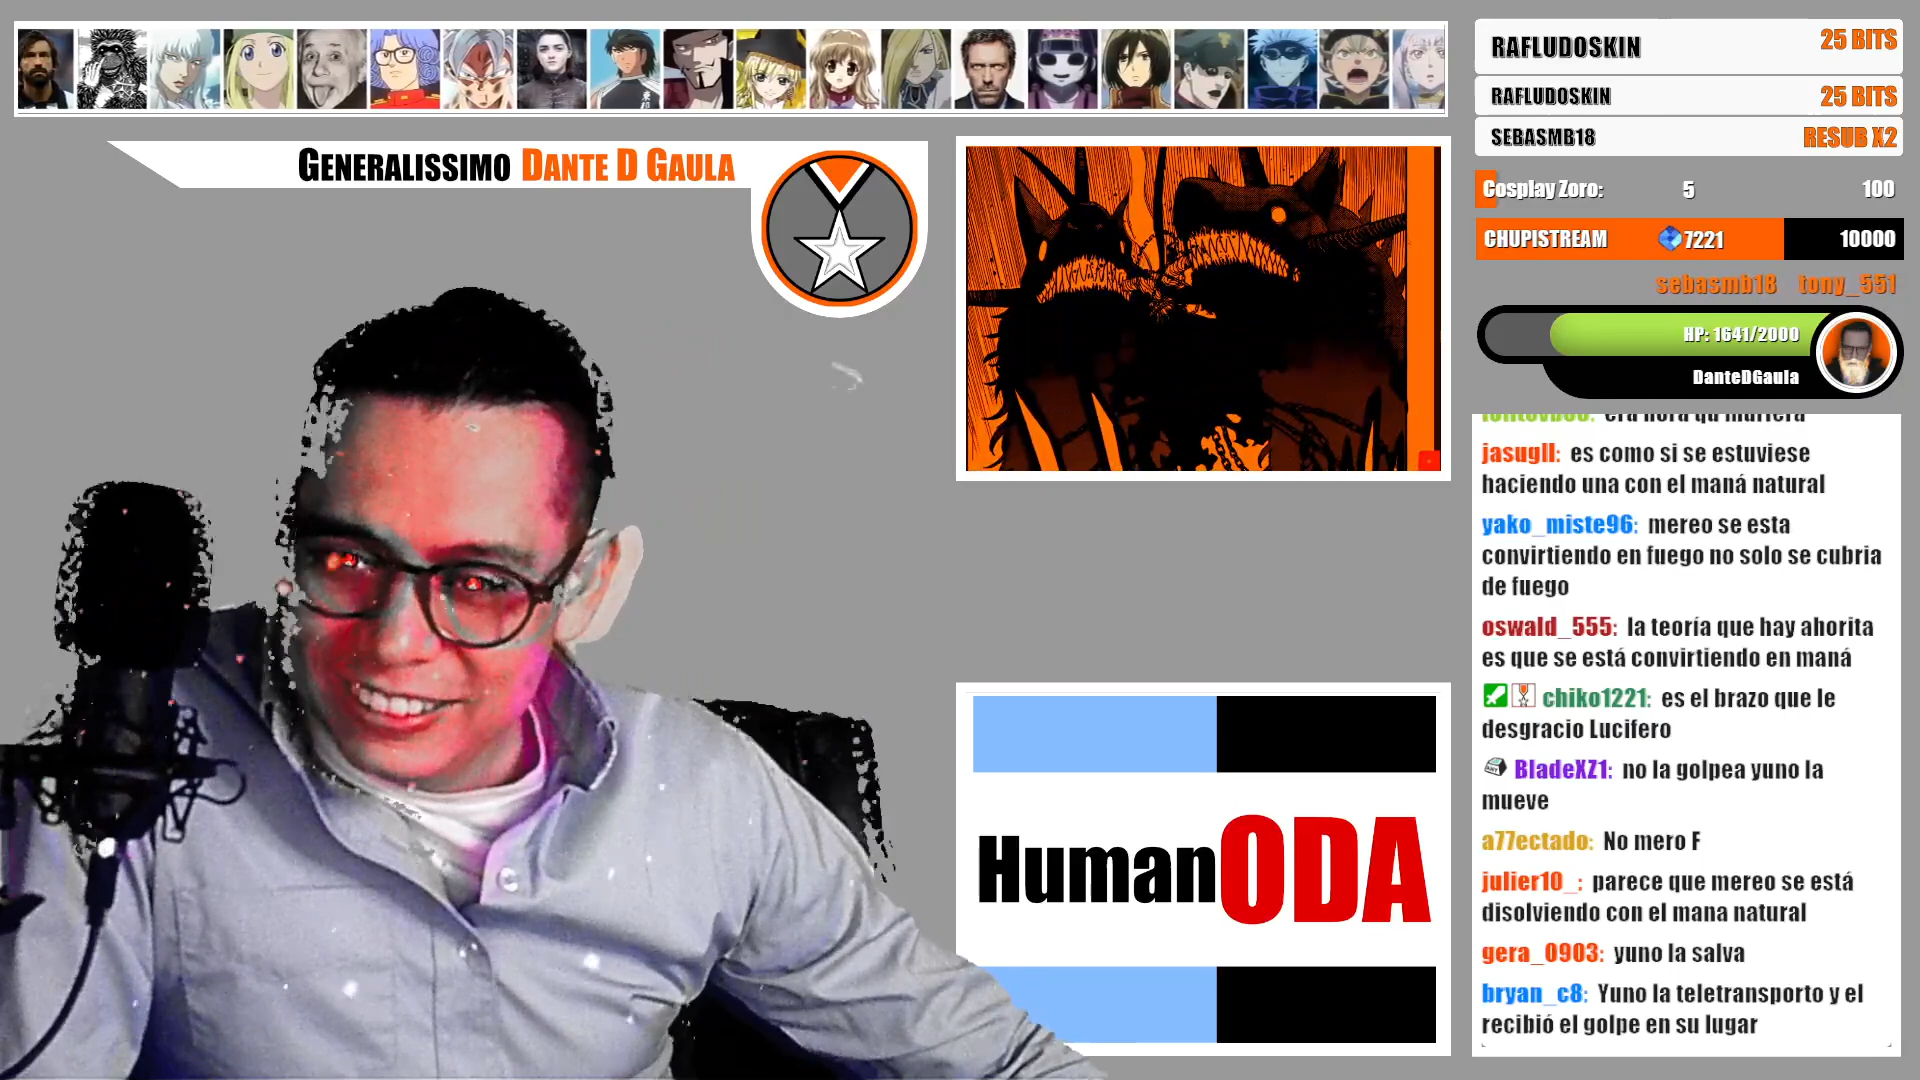 GENERALISSIMO DANTE D GAULA
HumanODA
RAFLUDOSKIN 25 BITS
RAFLUDOSKIN 25 BITS
SEBASMB18 RESUB X2
Cosplay Zoro: 5 100
CHUPISTREAM 7221 10000
sebasmb18 tony_551
HP: 1641/2000
DanteDGaula
jasugll: es como si se estuviese
haciendo una con el maná natural
yako_miste96: mereo se esta
convirtiendo en fuego no solo se cubria
de fuego
oswald_555: la teoría que hay ahorita
es que se está convirtiendo en maná
chiko1221: es el brazo que le
desgracio Lucifero
BladeXZ1: no la golpea yuno la
mueve
a77ectado: No mero F
julier10_: parece que mereo se está
disolviendo con el mana natural
gera_0903: yuno la salva
bryan_c8: Yuno la teletransporto y el
recibió el golpe en su lugar